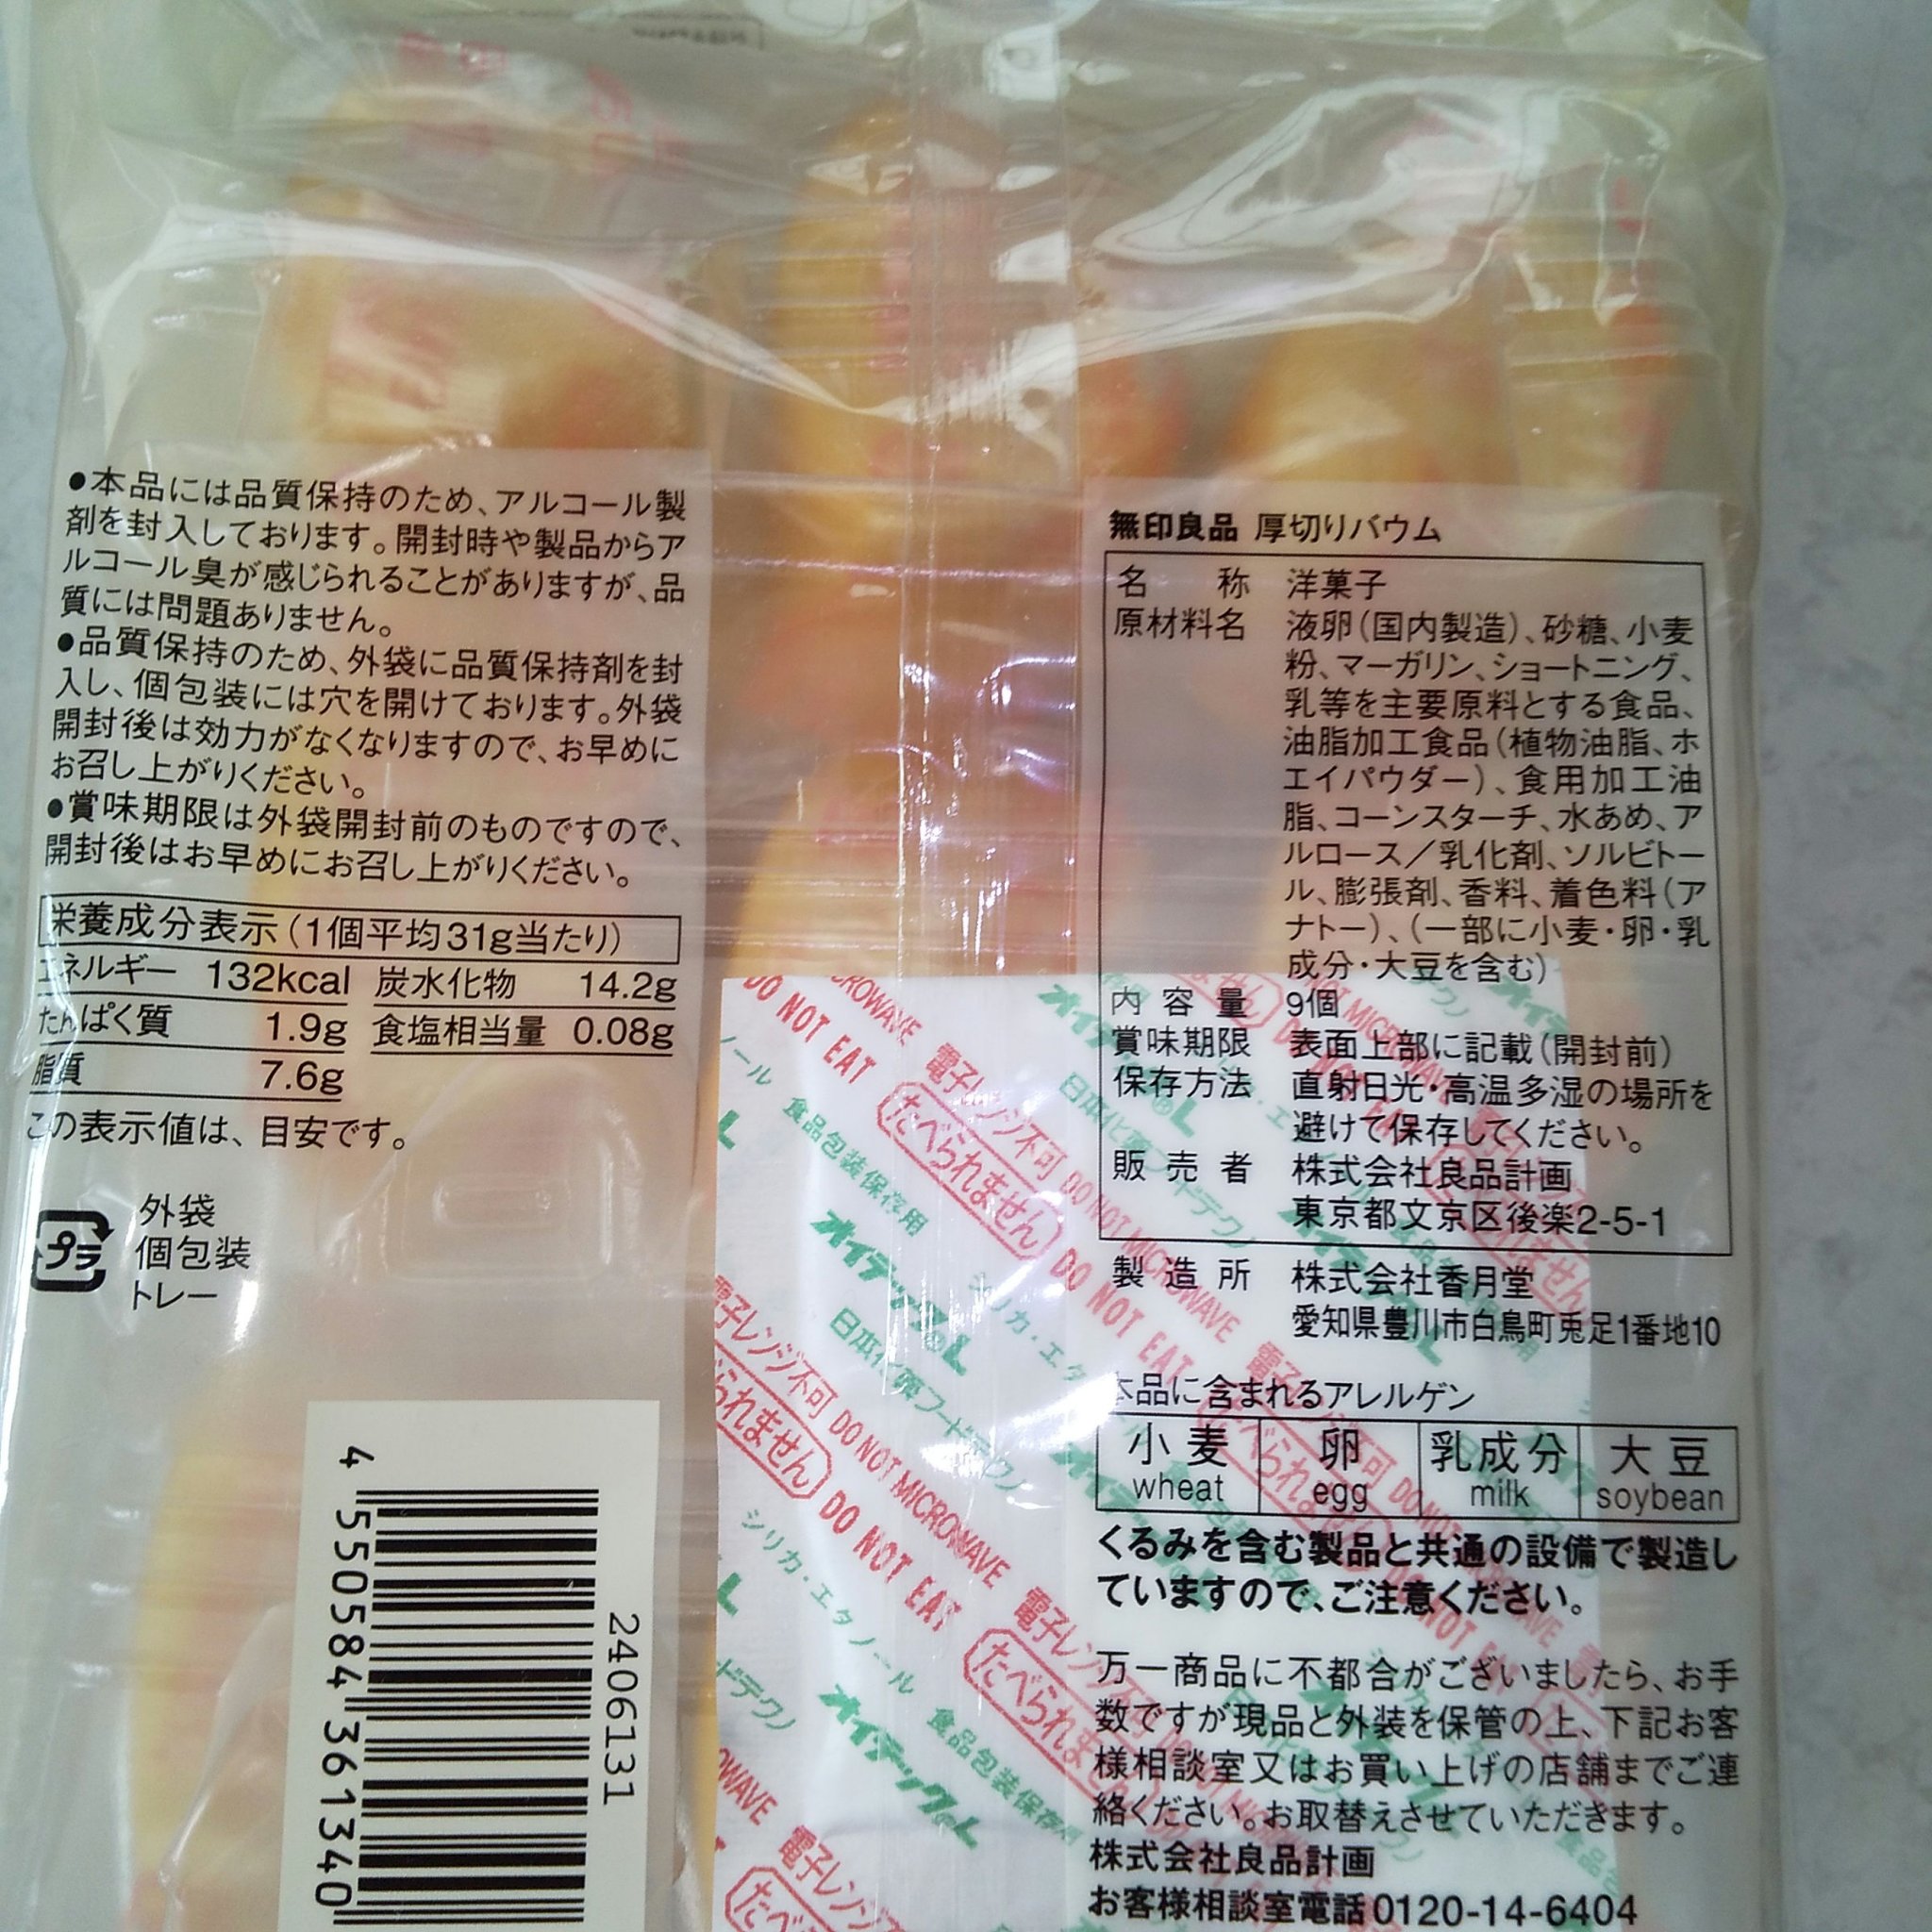 ●本品には品質保持のため、アルコール製
剤を封入しております。開封時や製品からア
ルコール臭が感じられることがありますが、品
質には問題ありません。
●品質保持のため、外袋に品質保持剤を封
入し、個包装には穴を開けております。外袋
開封後は効力がなくなりますので、お早めに
お召し上がりください。
●賞味期限は外袋開封前のものですので、
開封後はお早めにお召し上がりください。
栄養成分表示(1個平均31g当たり)
エネルギー 132kcal 炭水化物 14.2g
たんぱく質 1.9g 食塩相当量 0.08g
脂質 7.6g
この表示値は、目安です。
プラ
外袋
個包装
トレー
4 550584 361340
2406131
無印良品 厚切りバウム
名称 洋菓子
原材料名 液卵(国内製造)、砂糖、小麦
粉、マーガリン、ショートニング、
乳等を主要原料とする食品、
油脂加工食品(植物油脂、ホ
エイパウダー)、食用加工油
脂、コーンスターチ、水あめ、ア
ルロース/乳化剤、ソルビトー
ル、膨張剤、香料、着色料(ア
ナトー)、(一部に小麦・卵・乳
成分・大豆を含む)
内容量 9個
賞味期限 表面上部に記載(開封前)
保存方法 直射日光・高温多湿の場所を
避けて保存してください。
販売者 株式会社良品計画
東京都文京区後楽2-5-1
製造所 株式会社香月堂
愛知県豊川市白鳥町兎足1番地10
本品に含まれるアレルゲン
小麦 卵 乳成分 大豆
wheat egg milk soybean
くるみを含む製品と共通の設備で製造し
ていますので、ご注意ください。
万一商品に不都合がございましたら、お手
数ですが現品と外装を保管の上、下記お客
様相談室又はお買い上げの店舗までご連
絡ください。お取替えさせていただきます。
株式会社良品計画
お客様相談室電話0120-14-6404
電子レンジ不可 DO NOT MICROWAVE
たべられません DO NOT EAT
シリカ・エタノール 食品包装保存用
オイテックL
日本化薬フードテクノ